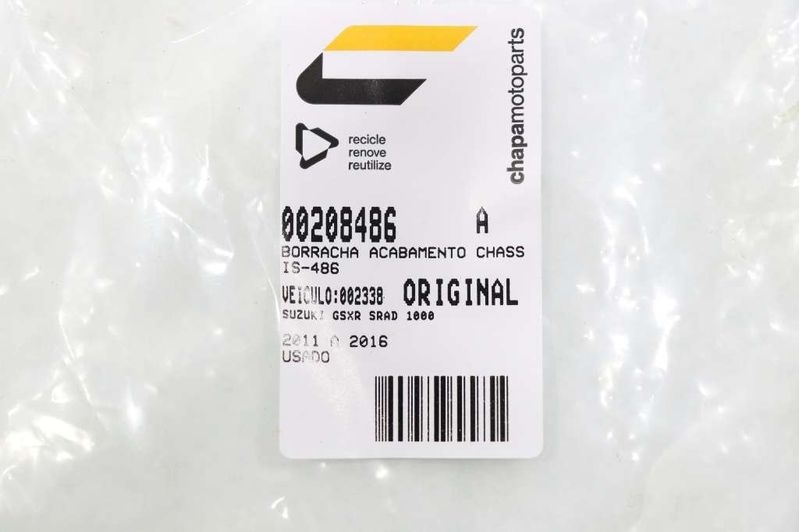 chapamotoparts
recicle
renove
reutilize
00208486 A
BORRACHA ACABAMENTO CHASS
IS-486
VEICULO:002338 ORIGINAL
SUZUKI GSXR SRAD 1000
2011 A 2016
USADO